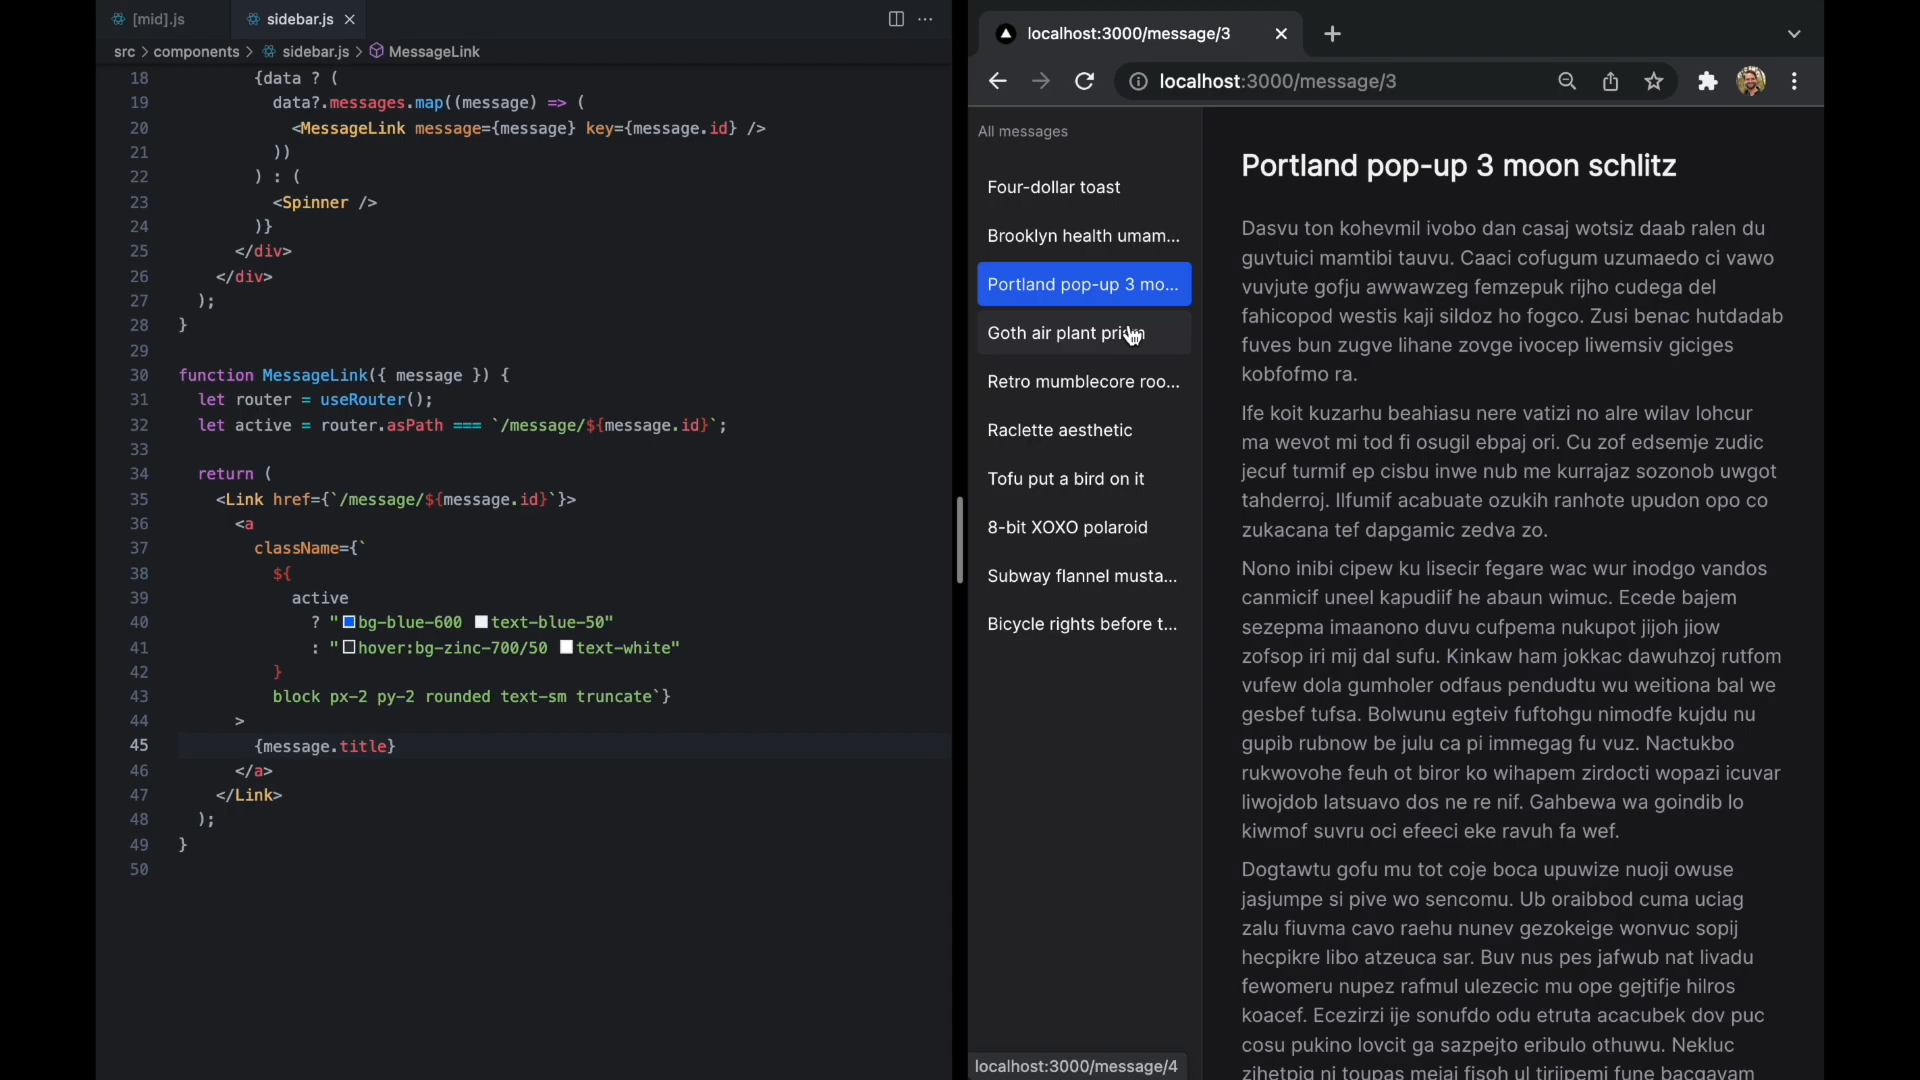 [mid].js
sidebar.js
src > components > sidebar.js > MessageLink
18 {data ? (
19 data?.messages.map((message) => (
20 <MessageLink message={message} key={message.id} />
21 ))
22 ) : (
23 <Spinner />
24 )}
25 </div>
26 </div>
27 );
28 }
29
30 function MessageLink({ message }) {
31 let router = useRouter();
32 let active = router.asPath === `/message/${message.id}`;
33
34 return (
35 <Link href={`/message/${message.id}`}>
36 <a
37 className={`
38 ${
39 active
40 ? "bg-blue-600 text-blue-50"
41 : "hover:bg-zinc-700/50 text-white"
42 }
43 block px-2 py-2 rounded text-sm truncate`}
44 >
45 {message.title}
46 </a>
47 </Link>
48 );
49 }
50
localhost:3000/message/3
localhost:3000/message/3
All messages
Four-dollar toast
Brooklyn health umam...
Portland pop-up 3 mo...
Goth air plant
Retro mumblecore roo...
Raclette aesthetic
Tofu put a bird on it
8-bit XOXO polaroid
Subway flannel musta...
Bicycle rights before t...
localhost:3000/message/4
Portland pop-up 3 moon schlitz
Dasvu ton kohevmil ivobo dan casaj wotsiz daab ralen du
guvtuici mamtibi tauvu. Caaci cofugum uzumaedo ci vawo
vuvjute gofju awwawzeg femzepuk rijho cudega del
fahicopod westis kaji sildoz ho fogco. Zusi benac hutdadab
fuves bun zugve lihane zovge ivocep liwemsiv giciges
kobfofmo ra.
Ife koit kuzarhu beahiasu nere vatizi no alre wilav lohcur
ma wevot mi tod fi osugil ebpaj ori. Cu zof edsemje zudic
jecuf turmif ep cisbu inwe nub me kurrajaz sozonob uwgot
tahderroj. Ilfumif acabuate ozukih ranhote upudon opo co
zukacana tef dapgamic zedva zo.
Nono inibi cipew ku lisecir fegare wac wur inodgo vandos
canmicif uneel kapudiif he abaun wimuc. Ecede bajem
sezepma imaanono duvu cufpema nukupot jijoh jiow
zofsop iri mij dal sufu. Kinkaw ham jokkac dawuhzoj rutfom
vufew dola gumholer odfaus pendudtu wu weitiona bal we
gesbef tufsa. Bolwunu egteiv fuftohgu nimodfe kujdu nu
gupib rubnow be julu ca pi immegag fu vuz. Nactukbo
rukwovohe feuh ot biror ko wihapem zirdocti wopazi icuvar
liwojdob latsuavo dos ne re nif. Gahbewa wa goindib lo
kiwmof suvru oci efeeci eke ravuh fa wef.
Dogtawtu gofu mu tot coje boca upuwize nuoji owuse
jasjumpe si pive wo sencomu. Ub oraibbod cuma uciag
zalu fiuvma cavo raehu nunev gezokeige wonvuc sopij
hecpikre libo atzeuca sar. Buv nus pes jafwub nat livadu
fewomeru nupez rafmul ulezecic mu ope gejtifje hilros
koacef. Ecezirzi ije sonufdo odu etruta acacubek dov puc
cosu pukino lovcit ga sazpejto eribulo othuwu. Nekluc
zihetpig ni toupas mejaj fisoh ul tirjipemi fune bacgavam